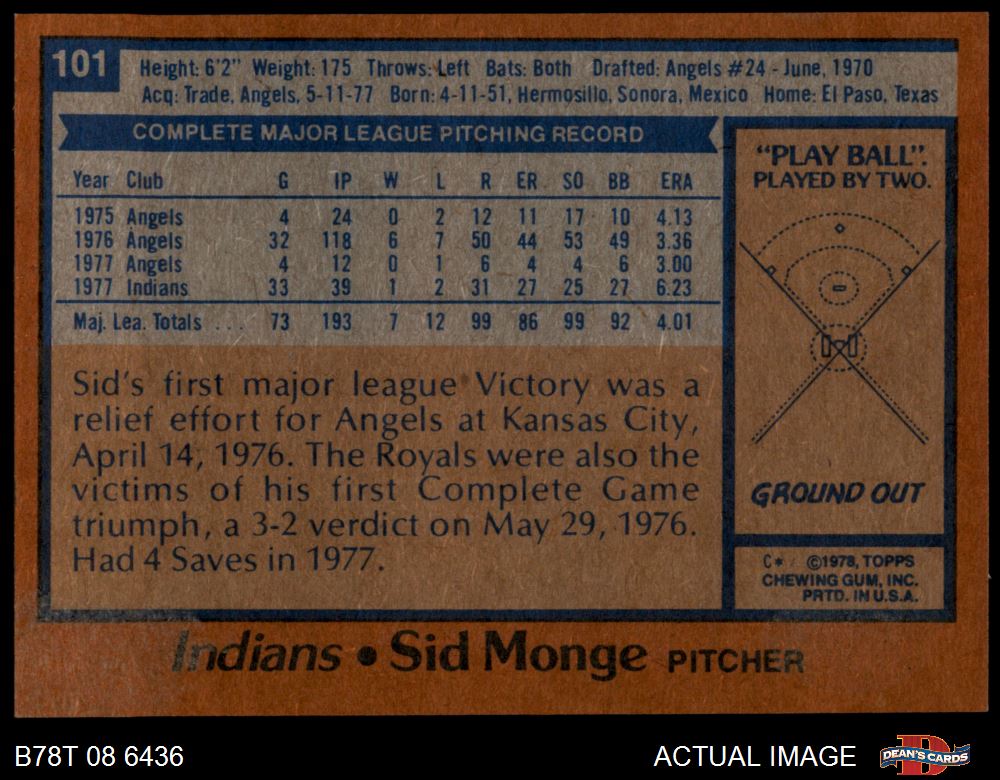 101
Height: 6'2" Weight: 175 Throws: Left Bats: Both Drafted: Angels #24 - June, 1970
Acq: Trade, Angels, 5-11-77 Born: 4-11-51, Hermosillo, Sonora, Mexico Home: El Paso, Texas
COMPLETE MAJOR LEAGUE PITCHING RECORD
Year Club G IP W L R ER SO BB ERA
1975 Angels 4 24 0 2 12 11 17 10 4.13
1976 Angels 32 118 6 7 50 44 53 49 3.36
1977 Angels 4 12 0 1 6 4 4 6 3.00
1977 Indians 33 39 1 2 31 27 25 27 6.23
Maj. Lea. Totals ... 73 193 7 12 99 86 99 92 4.01
Sid's first major league Victory was a
relief effort for Angels at Kansas City,
April 14, 1976. The Royals were also the
victims of his first Complete Game
triumph, a 3-2 verdict on May 29, 1976.
Had 4 Saves in 1977.
"PLAY BALL".
PLAYED BY TWO.
GROUND OUT
C* ©1978, TOPPS
CHEWING GUM, INC.
PRTD. IN U.S.A.
Indians • Sid Monge PITCHER
B78T 08 6436
ACTUAL IMAGE
D
DEAN'S CARDS